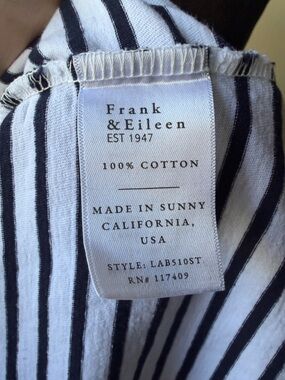 Frank
&Eileen
EST 1947
100% COTTON
MADE IN SUNNY
CALIFORNIA,
USA
STYLE: LAB510ST
RN# 117409